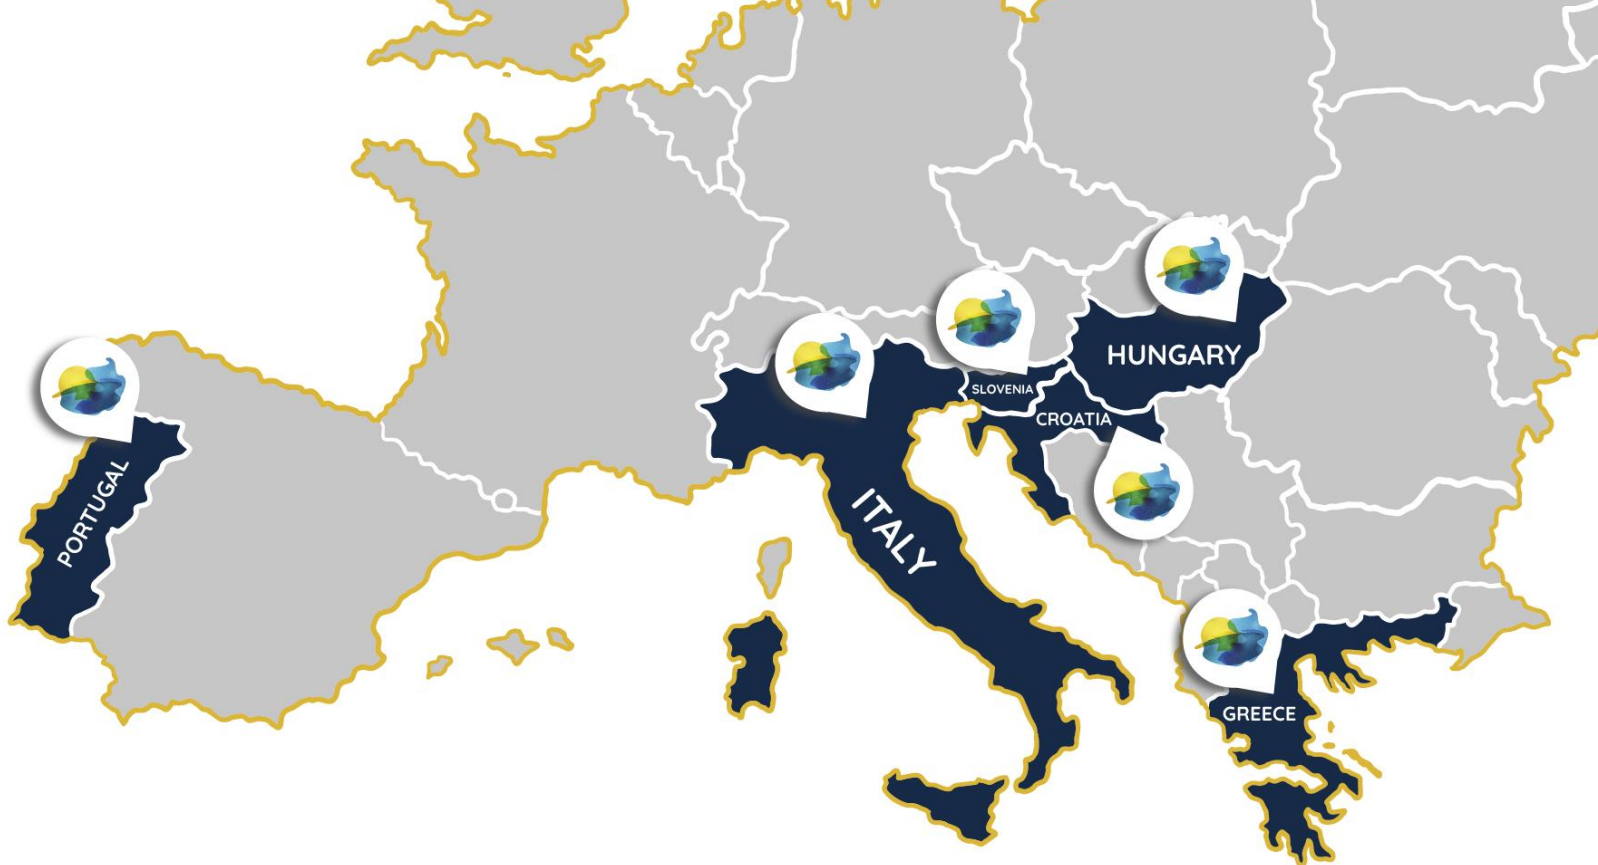 HUNGARY
SLOVENIA
CROATIA
PORTUGAL
ITALY
GREECE